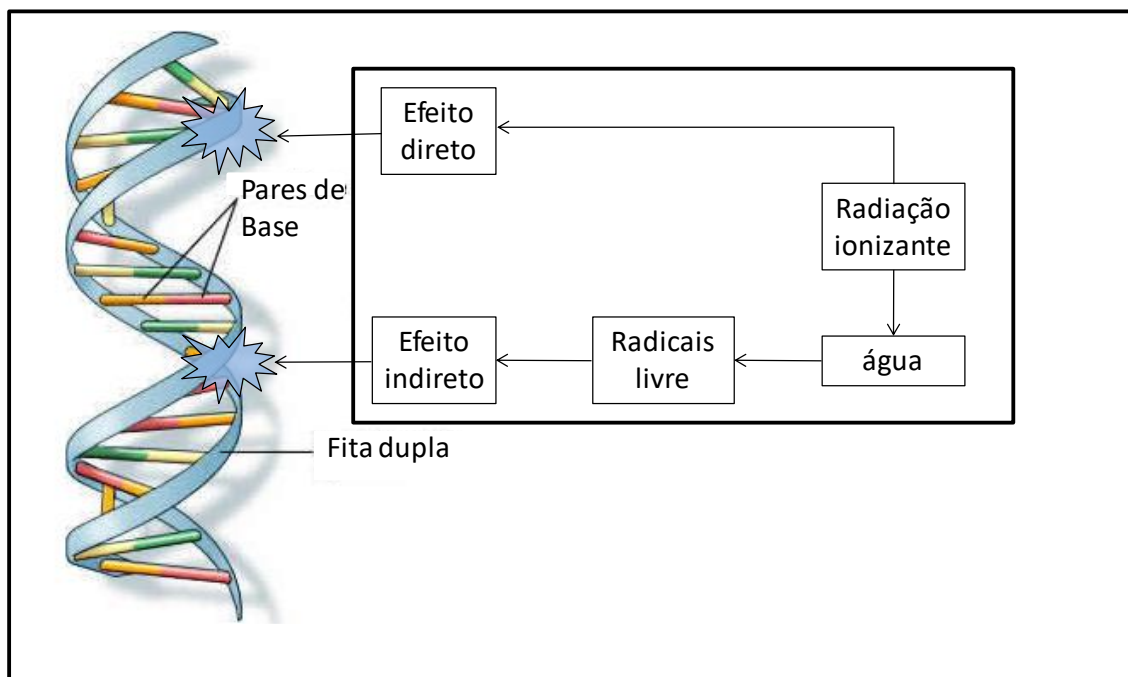 Efeito
direto
Pares de
Base
Radiação
ionizante
Efeito
indireto
Radicais
livre
água
Fita dupla